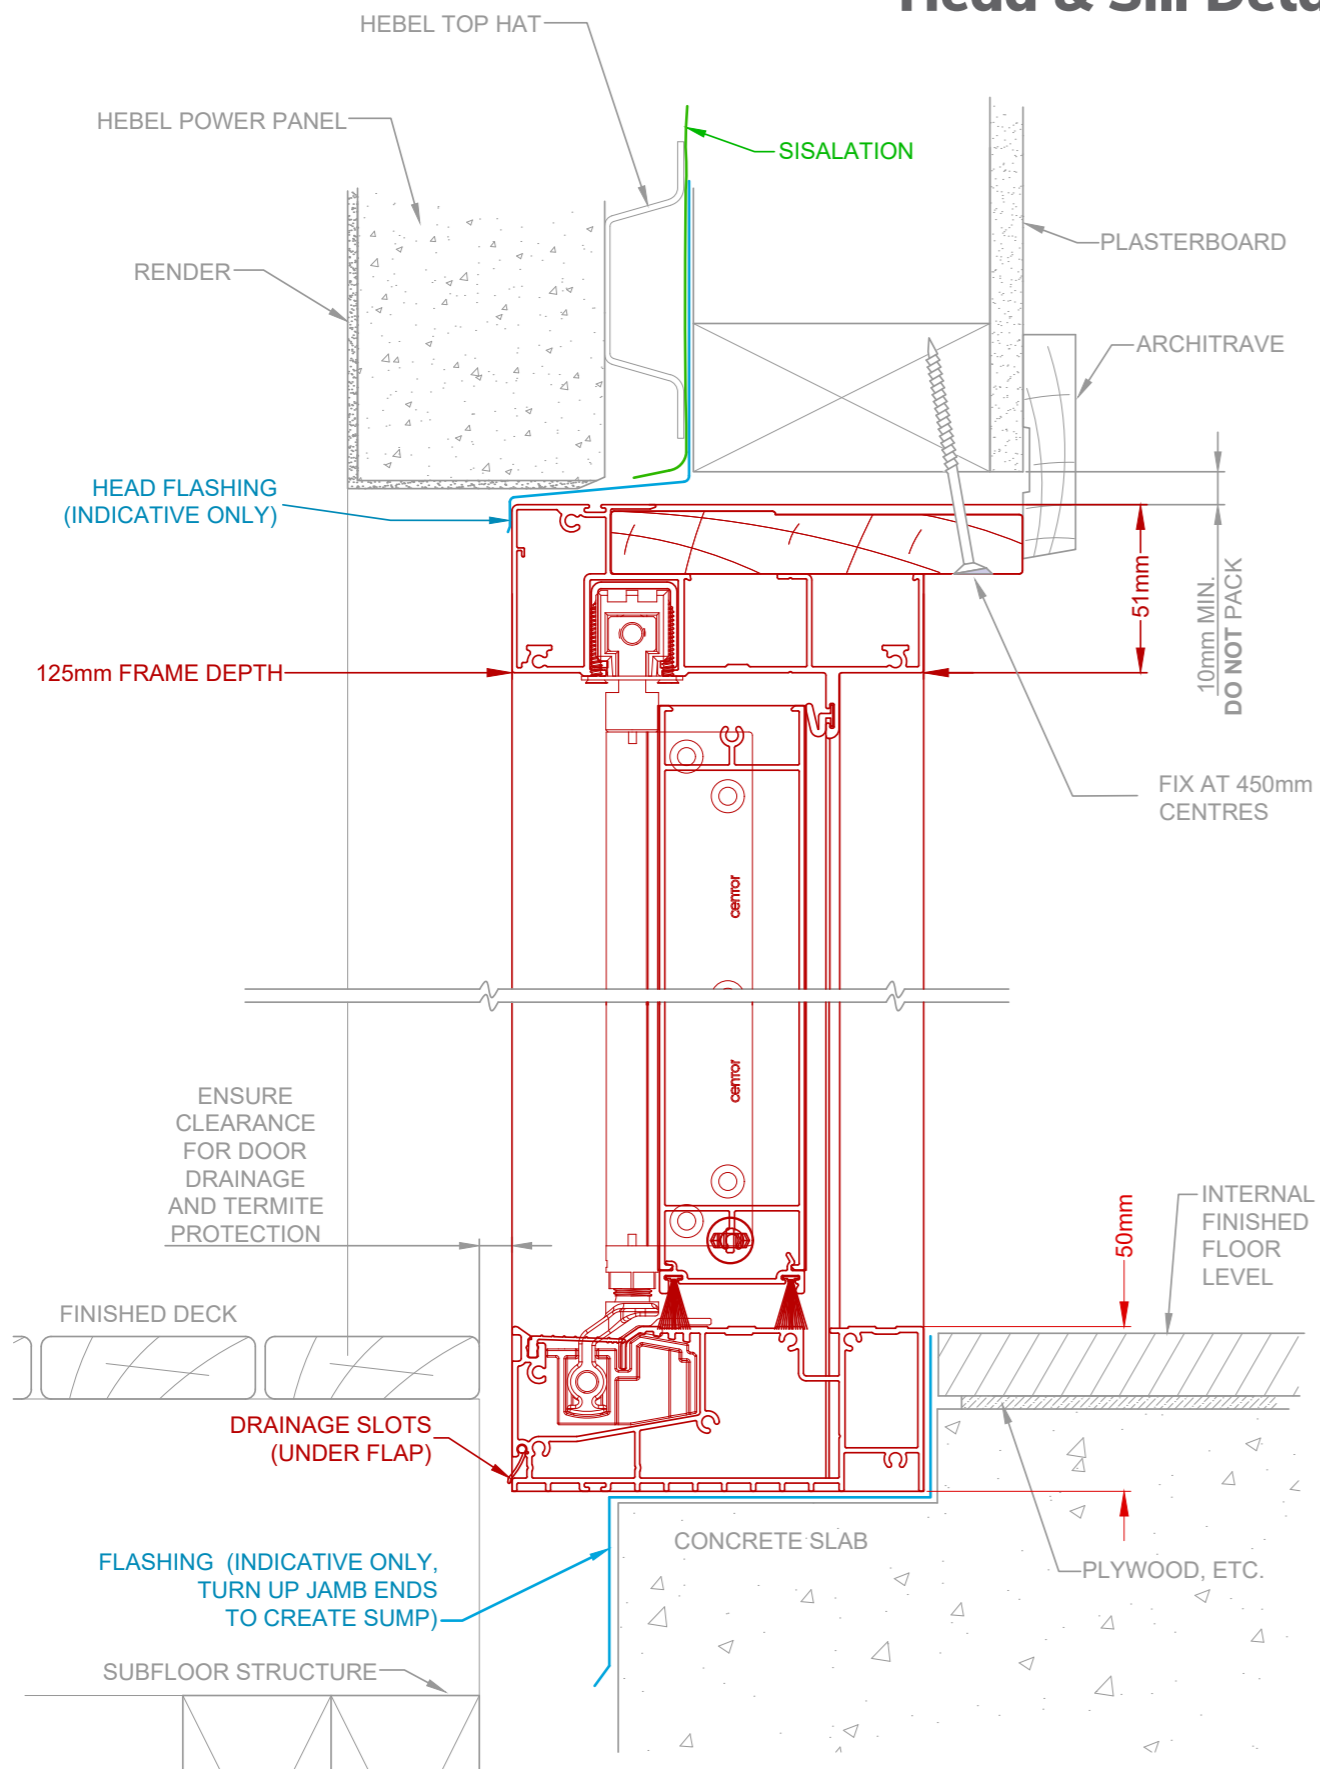 HEBEL TOP HAT
HEBEL POWER PANEL
SISALATION
RENDER
PLASTERBOARD
ARCHITRAVE
HEAD FLASHING
(INDICATIVE ONLY)
51mm
10mm MIN.
DO NOT PACK
125mm FRAME DEPTH
FIX AT 450mm
CENTRES
centor
centor
ENSURE
CLEARANCE
FOR DOOR
DRAINAGE
AND TERMITE
PROTECTION
50mm
INTERNAL
FINISHED
FLOOR
LEVEL
FINISHED DECK
DRAINAGE SLOTS
(UNDER FLAP)
CONCRETE SLAB
FLASHING (INDICATIVE ONLY,
TURN UP JAMB ENDS
TO CREATE SUMP)
PLYWOOD, ETC.
SUBFLOOR STRUCTURE